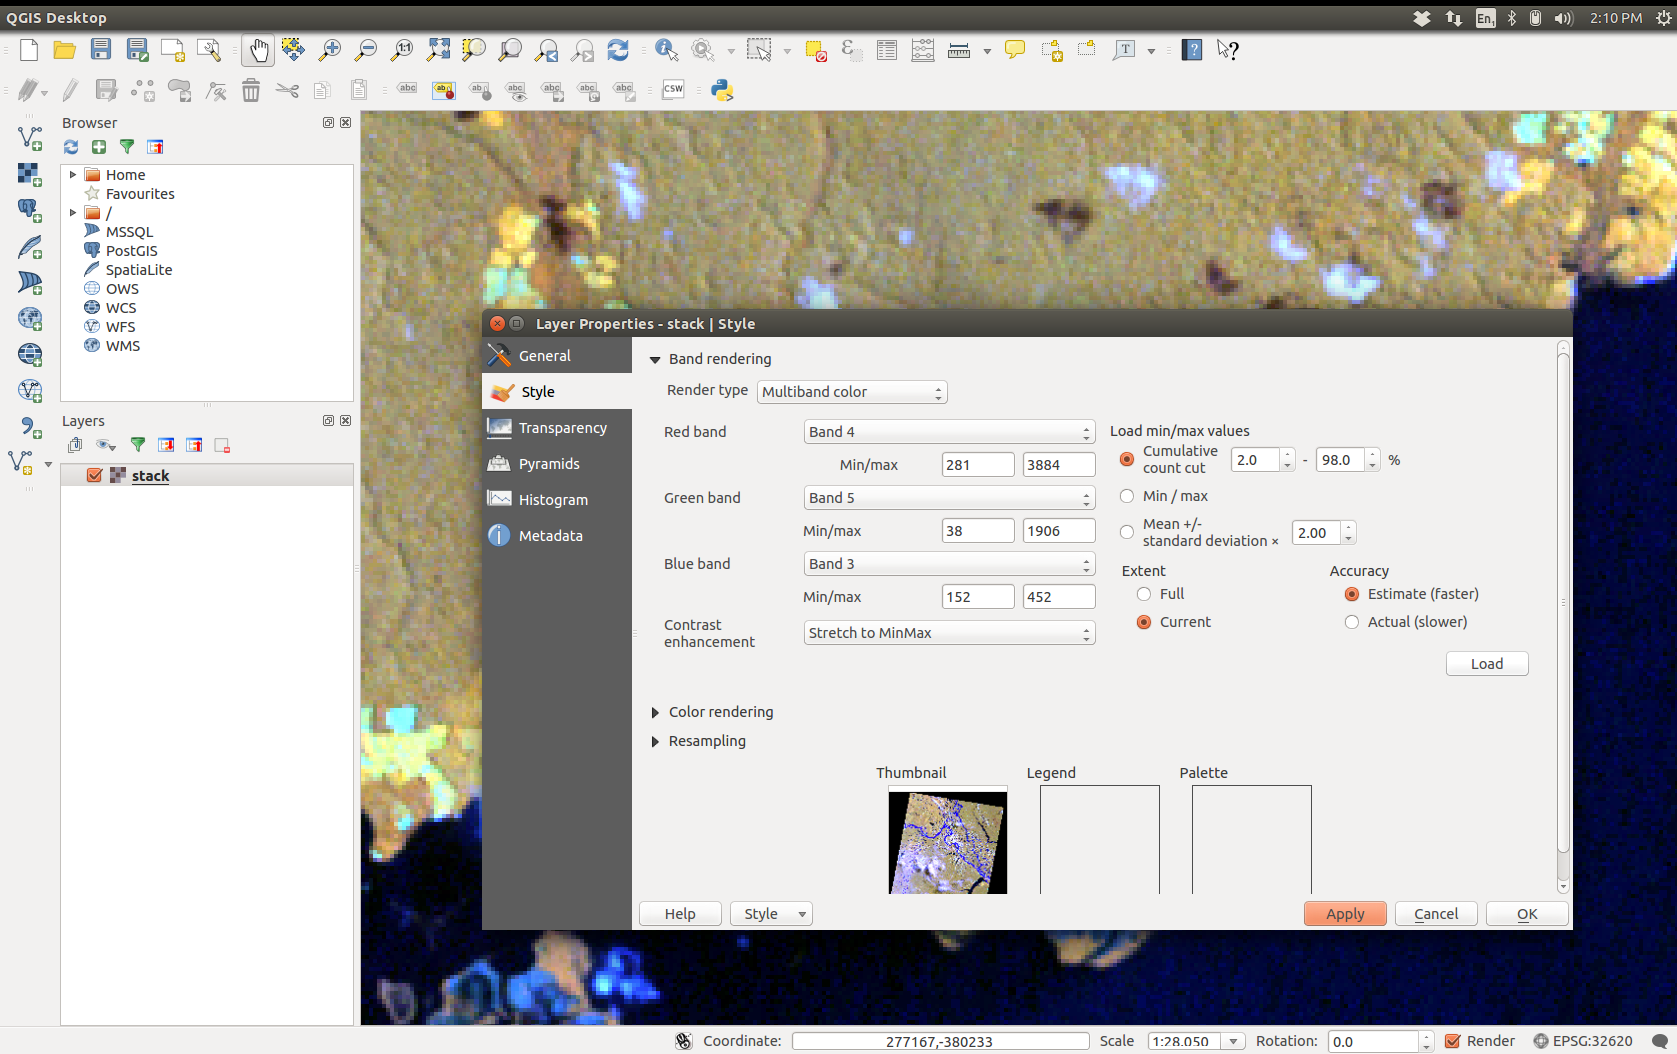 QGIS Desktop
En1
2:10 PM
1:1
ε
T
?
?
abc
ab
ab
abc
abc
abc
abc
CSW
Browser
Home
Favourites
/
MSSQL
PostGIS
SpatiaLite
OWS
WCS
WFS
WMS
Layers
stack
Layer Properties - stack | Style
General
Style
Transparency
Pyramids
Histogram
Metadata
Band rendering
Render type Multiband color
Red band Band 4
Min/max 281 3884
Green band Band 5
Min/max 38 1906
Blue band Band 3
Min/max 152 452
Contrast
enhancement
Stretch to MinMax
Load min/max values
Cumulative
count cut
2.0 - 98.0 %
Min / max
Mean +/-
standard deviation ×
2.00
Extent
Full
Current
Accuracy
Estimate (faster)
Actual (slower)
Load
Color rendering
Resampling
Thumbnail Legend Palette
Help Style Apply Cancel OK
Coordinate: 277167,-380233 Scale 1:28.050 Rotation: 0.0 Render EPSG:32620